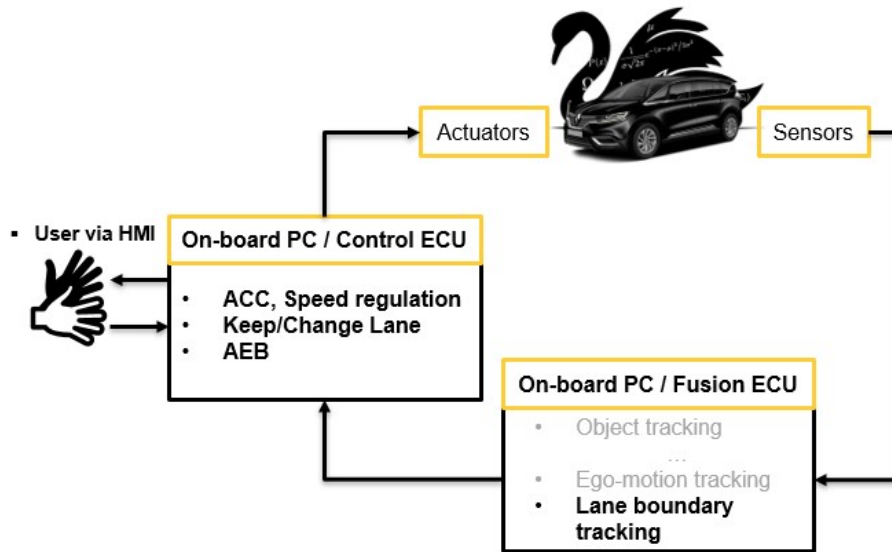 Actuators
Sensors
▪ User via HMI
On-board PC / Control ECU
• ACC, Speed regulation
• Keep/Change Lane
• AEB
On-board PC / Fusion ECU
• Object tracking
...
• Ego-motion tracking
• Lane boundary
tracking